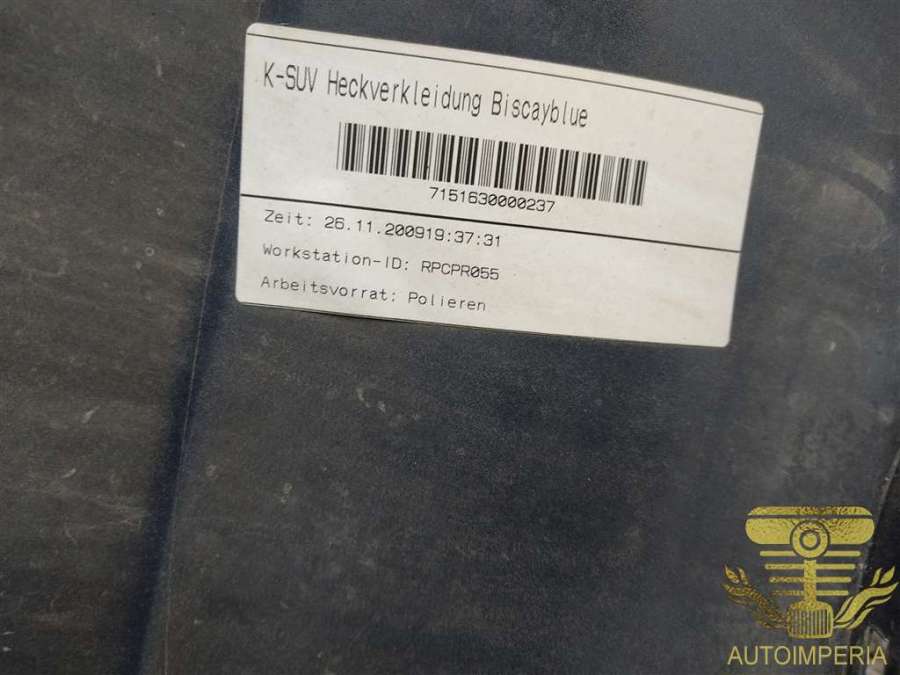 K-SUV Heckverkleidung Biscayblue
7151630000237
Zeit: 26.11.200919:37:31
Workstation-ID: RPCPR055
Arbeitsvorrat: Polieren
AUTOIMPERIA